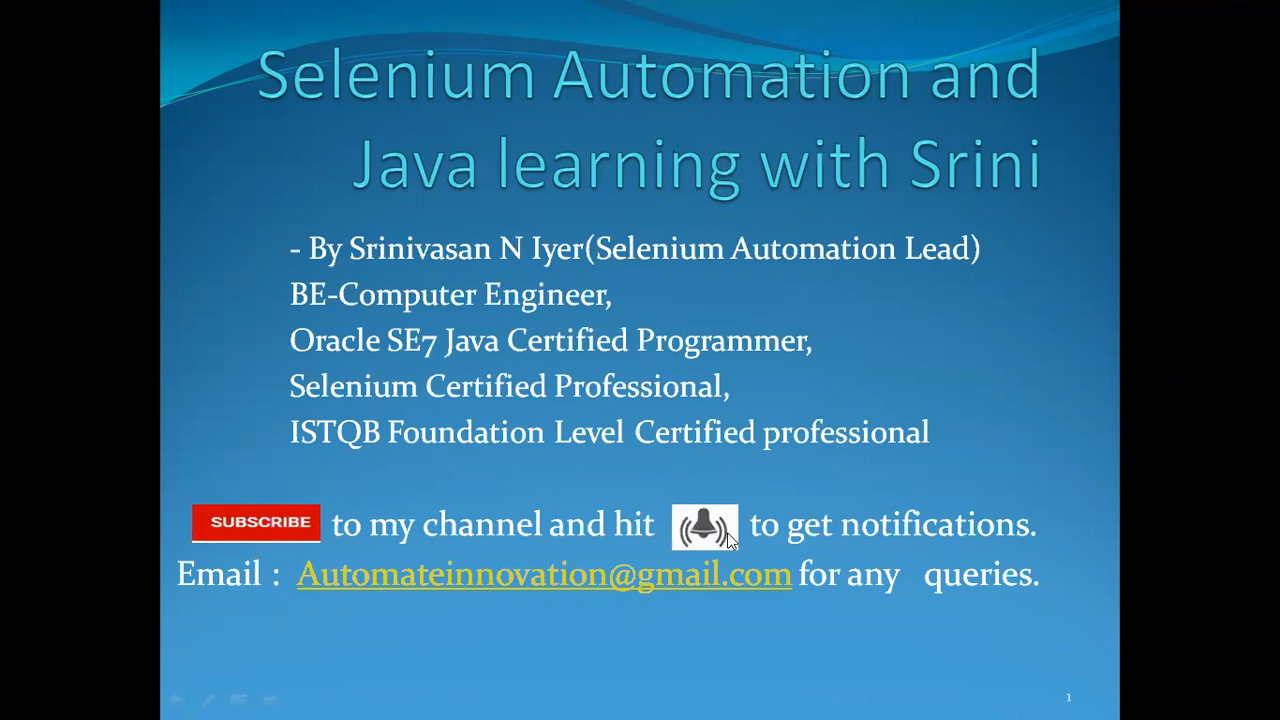 Selenium Automation and
Java learning with Srini
- By Srinivasan N Iyer(Selenium Automation Lead)
BE-Computer Engineer,
Oracle SE7 Java Certified Programmer,
Selenium Certified Professional,
ISTQB Foundation Level Certified professional
SUBSCRIBE to my channel and hit to get notifications.
Email : Automateinnovation@gmail.com for any queries.
1